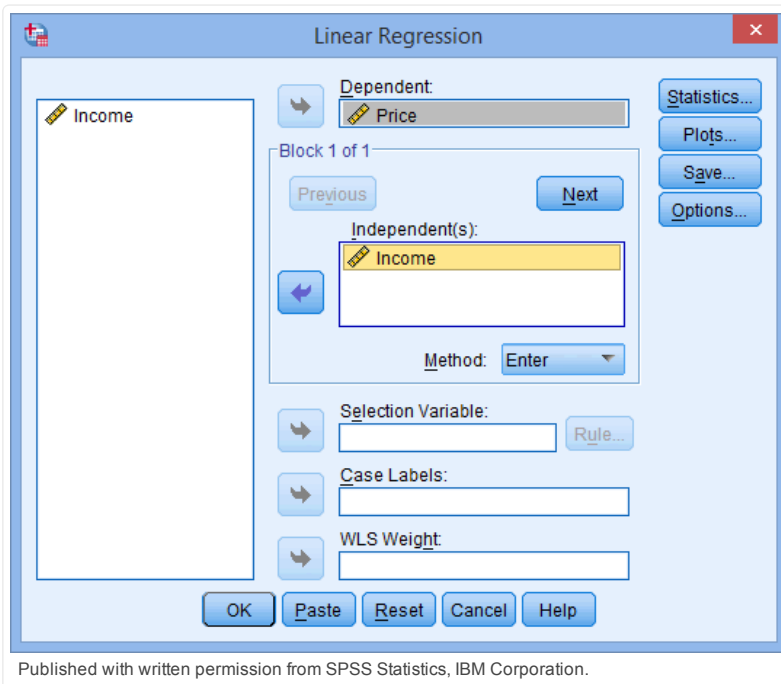 Linear Regression
Income
Dependent:
Price
Statistics...
Plots...
Save...
Options...
Block 1 of 1
Previous
Next
Independent(s):
Income
Method: Enter
Selection Variable:
Rule...
Case Labels:
WLS Weight:
OK Paste Reset Cancel Help
Published with written permission from SPSS Statistics, IBM Corporation.